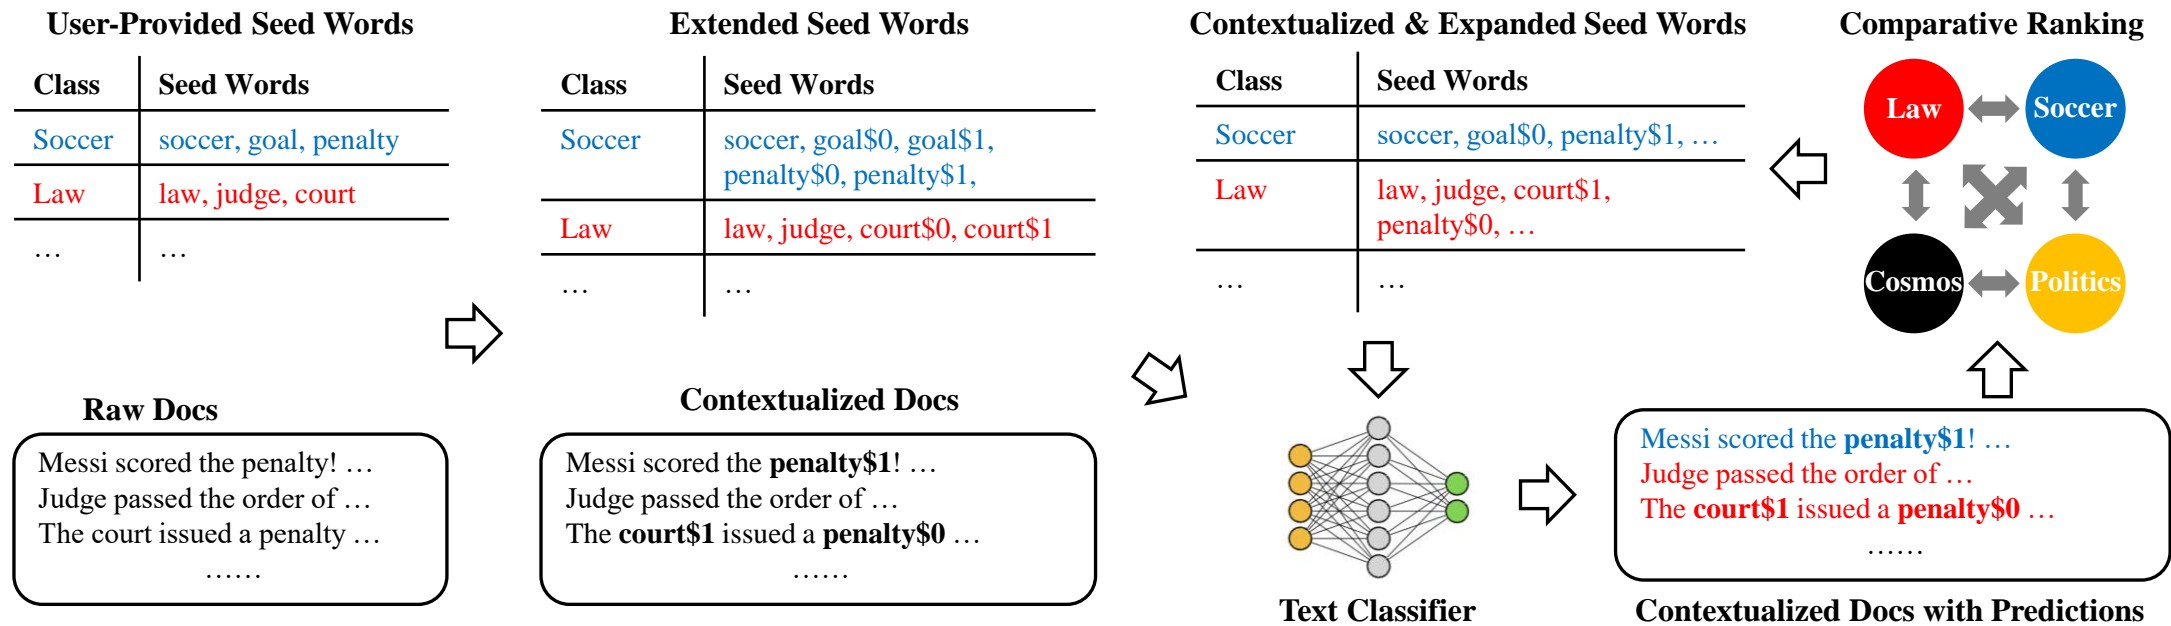 User-Provided Seed Words
Class Seed Words
Soccer soccer, goal, penalty
Law law, judge, court
… …
Raw Docs
Messi scored the penalty! …
Judge passed the order of …
The court issued a penalty …
……
Extended Seed Words
Class Seed Words
Soccer soccer, goal$0, goal$1,
penalty$0, penalty$1,
Law law, judge, court$0, court$1
… …
Contextualized Docs
Messi scored the penalty$1! …
Judge passed the order of …
The court$1 issued a penalty$0 …
……
Contextualized & Expanded Seed Words
Class Seed Words
Soccer soccer, goal$0, penalty$1, …
Law law, judge, court$1,
penalty$0, …
… …
Text Classifier
Comparative Ranking
Law Soccer
Cosmos Politics
Messi scored the penalty$1! …
Judge passed the order of …
The court$1 issued a penalty$0 …
……
Contextualized Docs with Predictions